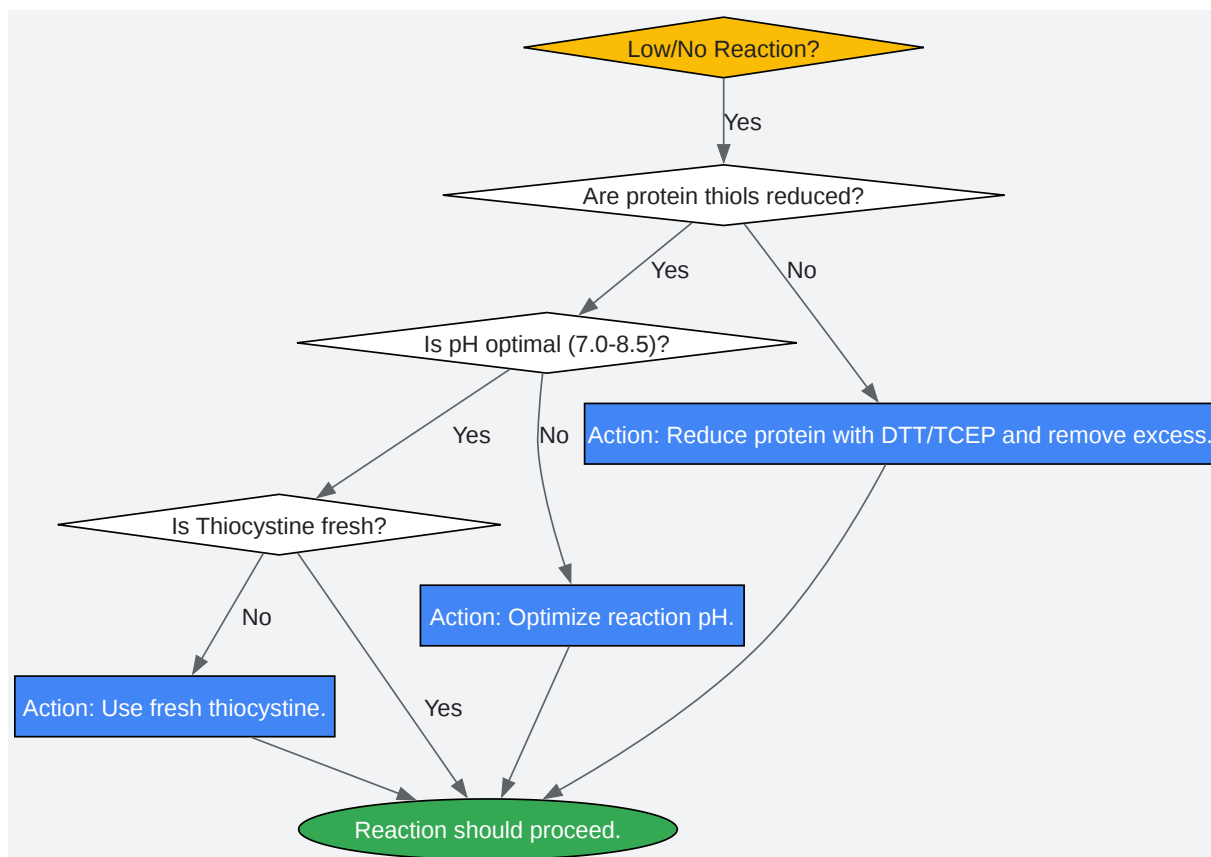 Low/No Reaction?
Yes
Are protein thiols reduced?
Yes
No
Is pH optimal (7.0-8.5)?
Yes
No
Action: Reduce protein with DTT/TCEP and remove excess.
Is Thiocystine fresh?
No
Action: Optimize reaction pH.
Action: Use fresh thiocystine.
Yes
Reaction should proceed.